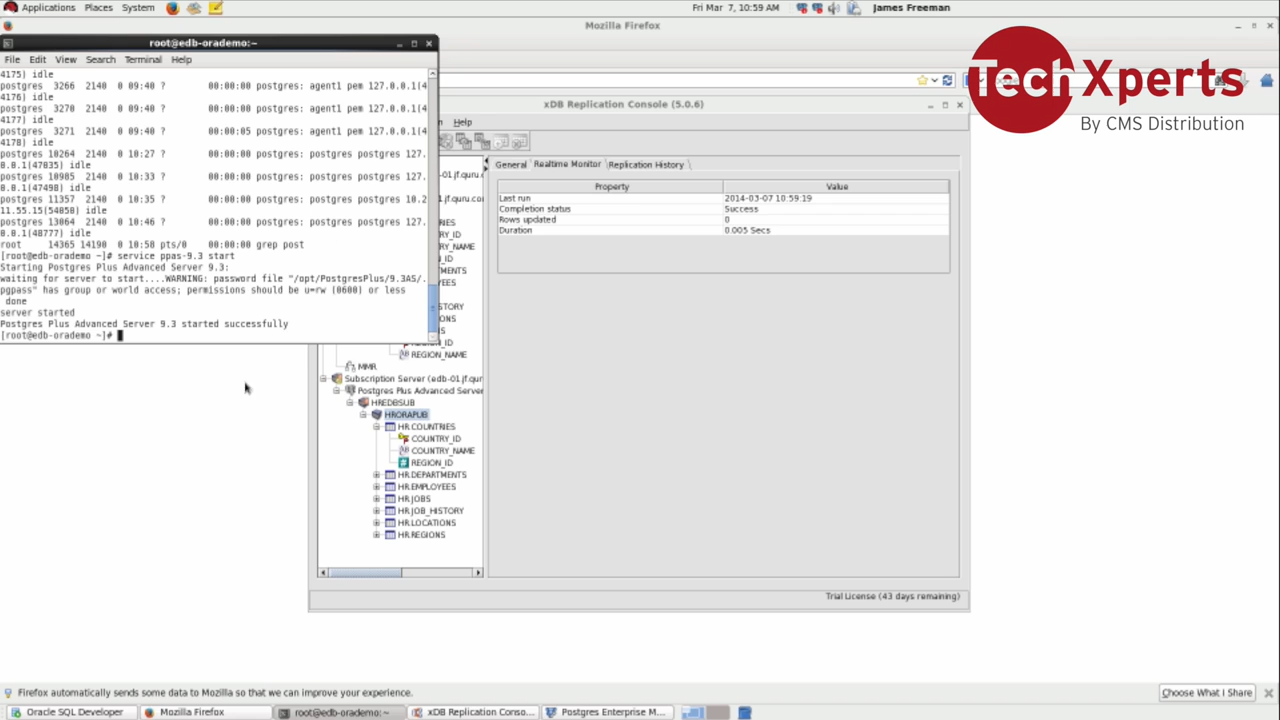 Applications Places System Fri Mar 7, 10:59 AM James Freeman
Mozilla Firefox
root@edb-orademo:~
File Edit View Search Terminal Help
4175) idle
postgres 3266 2140 0 09:40 ? 00:00:00 postgres: agent1 pem 127.0.0.1(4
4176) idle
postgres 3270 2140 0 09:40 ? 00:00:00 postgres: agent1 pem 127.0.0.1(4
4177) idle
postgres 3271 2140 0 09:40 ? 00:00:05 postgres: agent1 pem 127.0.0.1(4
4178) idle
postgres 10264 2140 0 10:27 ? 00:00:00 postgres: postgres postgres 127.
0.0.1(47835) idle
postgres 10985 2140 0 10:33 ? 00:00:00 postgres: postgres postgres 127.
0.0.1(47498) idle
postgres 11357 2140 0 10:35 ? 00:00:00 postgres: postgres postgres 10.2
11.55.15(54850) idle
postgres 13064 2140 0 10:46 ? 00:00:00 postgres: postgres postgres 127.
0.0.1(48777) idle
root 14365 14190 0 10:58 pts/0 00:00:00 grep post
[root@edb-orademo ~]# service ppas-9.3 start
Starting Postgres Plus Advanced Server 9.3:
waiting for server to start....WARNING: password file "/opt/PostgresPlus/9.3AS/.
pgpass" has group or world access; permissions should be u=rw (0600) or less
done
server started
Postgres Plus Advanced Server 9.3 started successfully
[root@edb-orademo ~]#
xDB Replication Console (5.0.6)
Help
General Realtime Monitor Replication History
Property Value
Last run 2014-03-07 10:59:19
Completion status Success
Rows updated 0
Duration 0.005 Secs
REGION_NAME
MMR
Subscription Server (edb-01.jf.qur
Postgres Plus Advanced Server
HREDBSUB
HRORAPUB
HR.COUNTRIES
COUNTRY_ID
COUNTRY_NAME
REGION_ID
HR.DEPARTMENTS
HR.EMPLOYEES
HR.JOBS
HR.JOB_HISTORY
HR.LOCATIONS
HR.REGIONS
Trial License (43 days remaining)
TechXperts
By CMS Distribution
Firefox automatically sends some data to Mozilla so that we can improve your experience. Choose What I Share
Oracle SQL Developer Mozilla Firefox root@edb-orademo:~ xDB Replication Conso... Postgres Enterprise M...